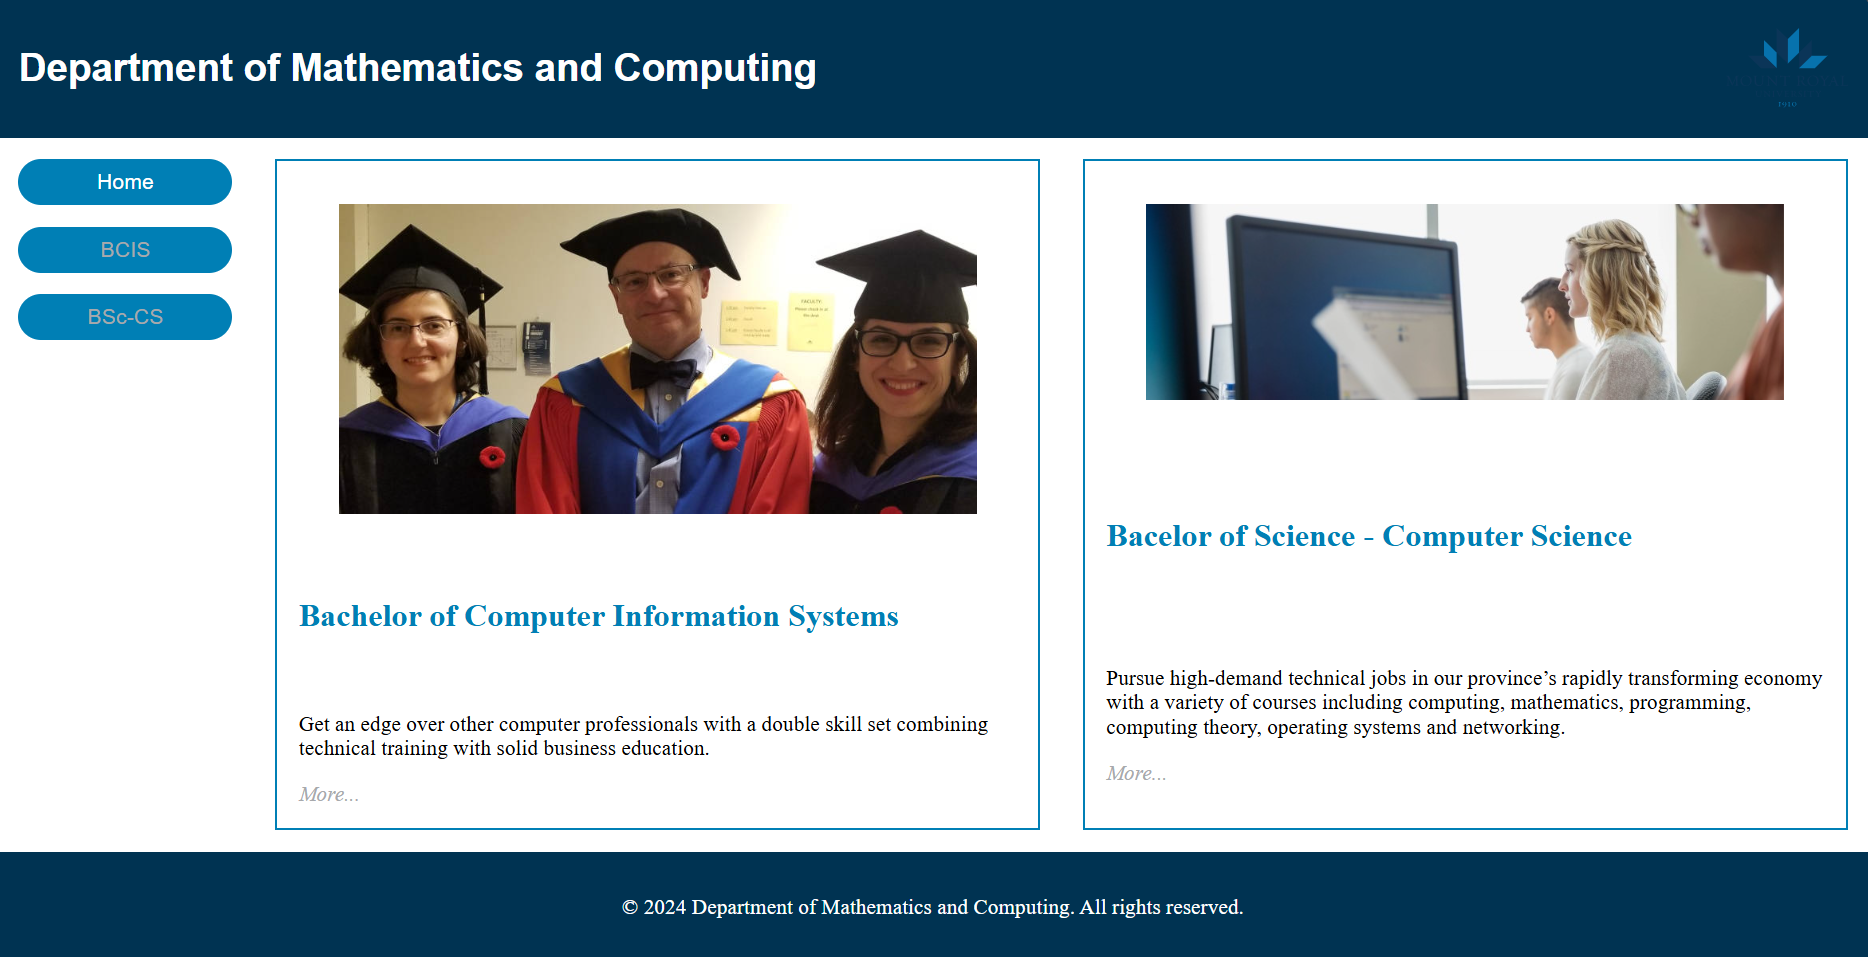 Department of Mathematics and Computing
1910
Home
BCIS
BSc-CS
FACULTY:
Bachelor of Computer Information Systems
Get an edge over other computer professionals with a double skill set combining
technical training with solid business education.
More...
Bacelor of Science - Computer Science
Pursue high-demand technical jobs in our province’s rapidly transforming economy
with a variety of courses including computing, mathematics, programming,
computing theory, operating systems and networking.
More...
© 2024 Department of Mathematics and Computing. All rights reserved.